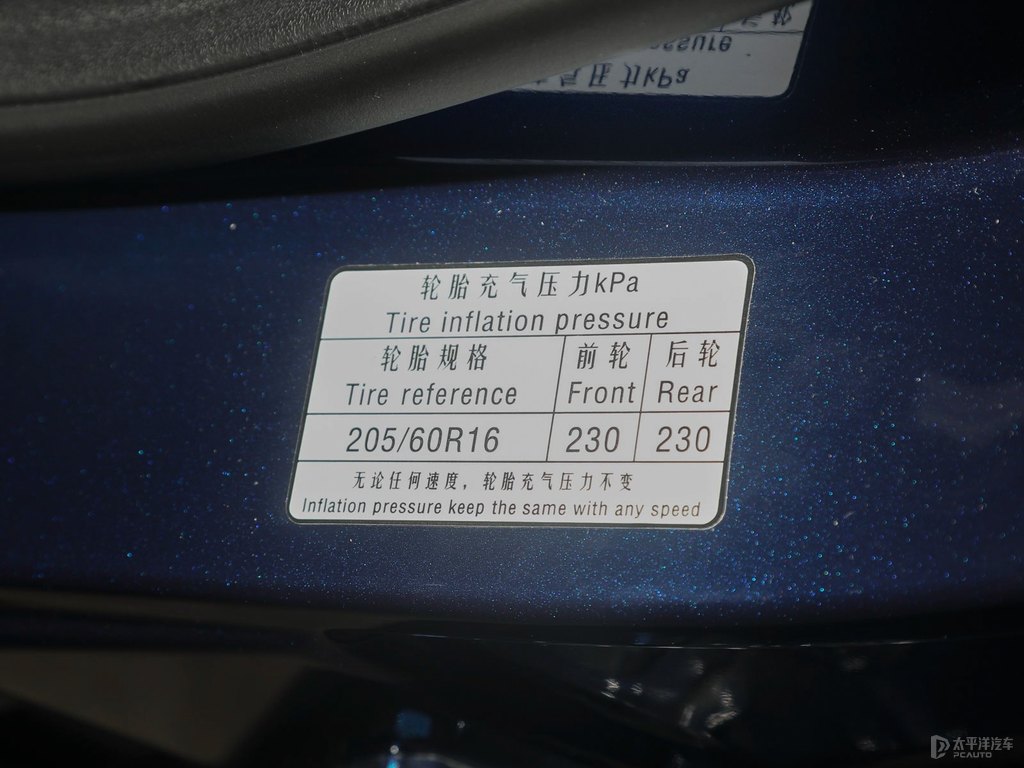 轮胎充气压力kPa
Tire inflation pressure
轮胎规格 前轮 后轮
Tire reference Front Rear
205/60R16 230 230
无论任何速度，轮胎充气压力不变
Inflation pressure keep the same with any speed
太平洋汽车
PCAUTO